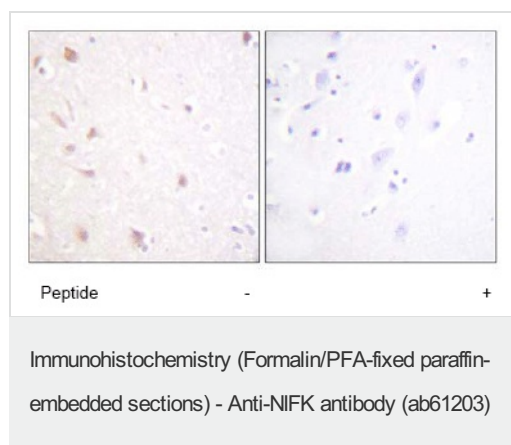 Peptide - +
Immunohistochemistry (Formalin/PFA-fixed paraffin-
embedded sections) - Anti-NIFK antibody (ab61203)